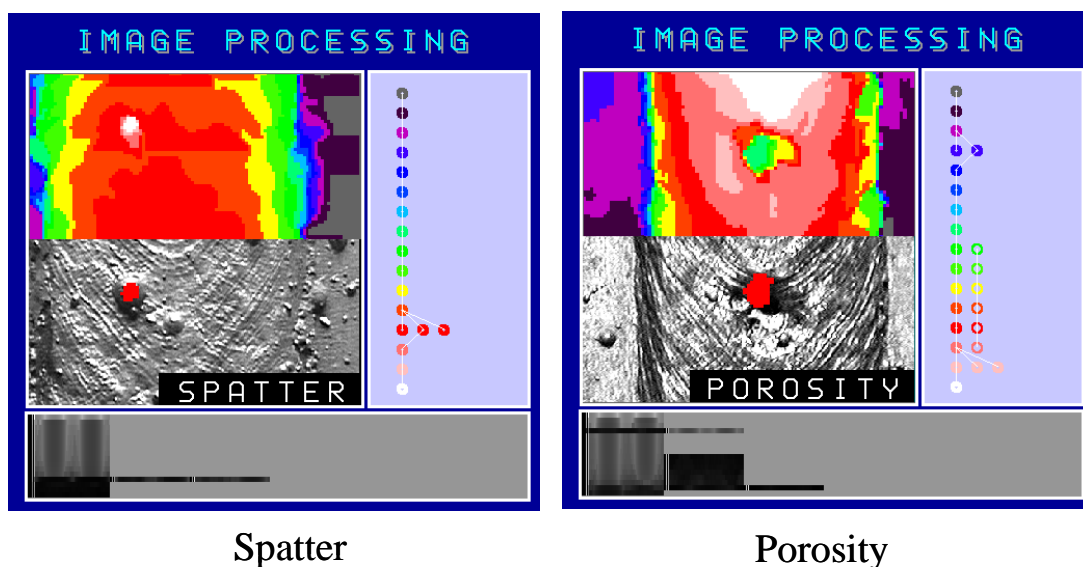 IMAGE PROCESSING
SPATTER
Spatter
IMAGE PROCESSING
POROSITY
Porosity